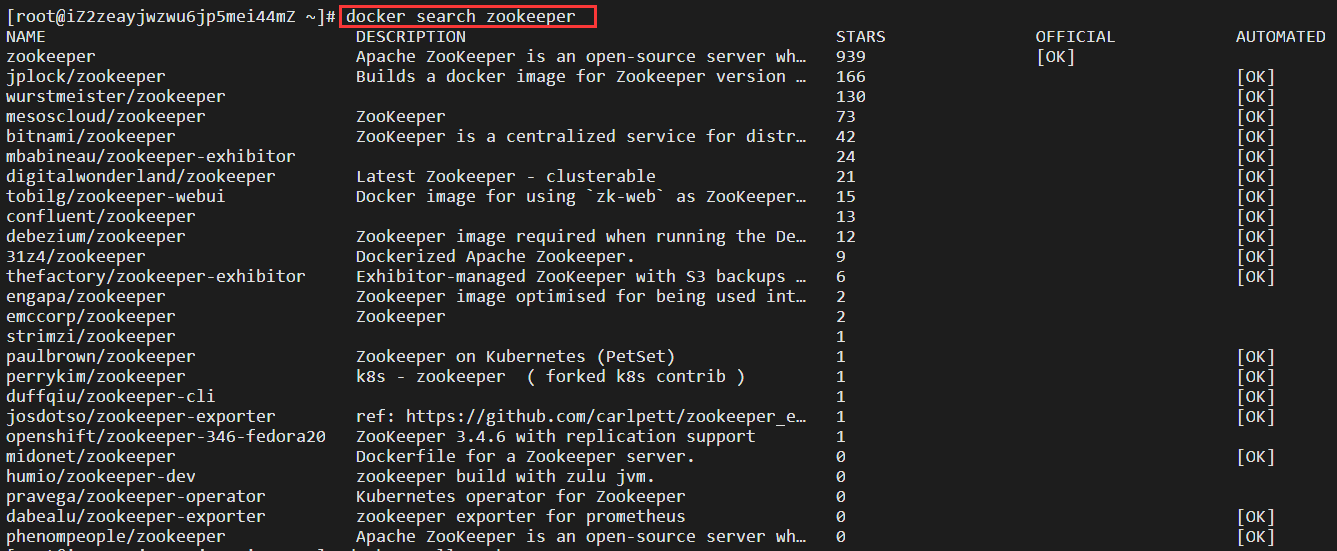 [root@iZ2zeayjwzwu6jp5mei44mZ ~]# docker search zookeeper
NAME DESCRIPTION STARS OFFICIAL AUTOMATED
zookeeper Apache ZooKeeper is an open-source server wh… 939 [OK]
jplock/zookeeper Builds a docker image for Zookeeper version … 166 [OK]
wurstmeister/zookeeper 130 [OK]
mesoscloud/zookeeper ZooKeeper 73 [OK]
bitnami/zookeeper ZooKeeper is a centralized service for distr… 42 [OK]
mbabineau/zookeeper-exhibitor 24 [OK]
digitalwonderland/zookeeper Latest Zookeeper - clusterable 21 [OK]
tobilg/zookeeper-webui Docker image for using `zk-web` as ZooKeeper… 15 [OK]
confluent/zookeeper 13 [OK]
debezium/zookeeper Zookeeper image required when running the De… 12 [OK]
31z4/zookeeper Dockerized Apache Zookeeper. 9 [OK]
thefactory/zookeeper-exhibitor Exhibitor-managed ZooKeeper with S3 backups … 6 [OK]
engapa/zookeeper Zookeeper image optimised for being used int… 2
emccorp/zookeeper Zookeeper 2
strimzi/zookeeper 1
paulbrown/zookeeper Zookeeper on Kubernetes (PetSet) 1 [OK]
perrykim/zookeeper k8s - zookeeper  ( forked k8s contrib ) 1 [OK]
duffqiu/zookeeper-cli 1 [OK]
josdotso/zookeeper-exporter ref: https://github.com/carlpett/zookeeper_e… 1 [OK]
openshift/zookeeper-346-fedora20 ZooKeeper 3.4.6 with replication support 1
midonet/zookeeper Dockerfile for a Zookeeper server. 0 [OK]
humio/zookeeper-dev zookeeper build with zulu jvm. 0
pravega/zookeeper-operator Kubernetes operator for Zookeeper 0
dabealu/zookeeper-exporter zookeeper exporter for prometheus 0 [OK]
phenompeople/zookeeper Apache ZooKeeper is an open-source server wh… 0 [OK]